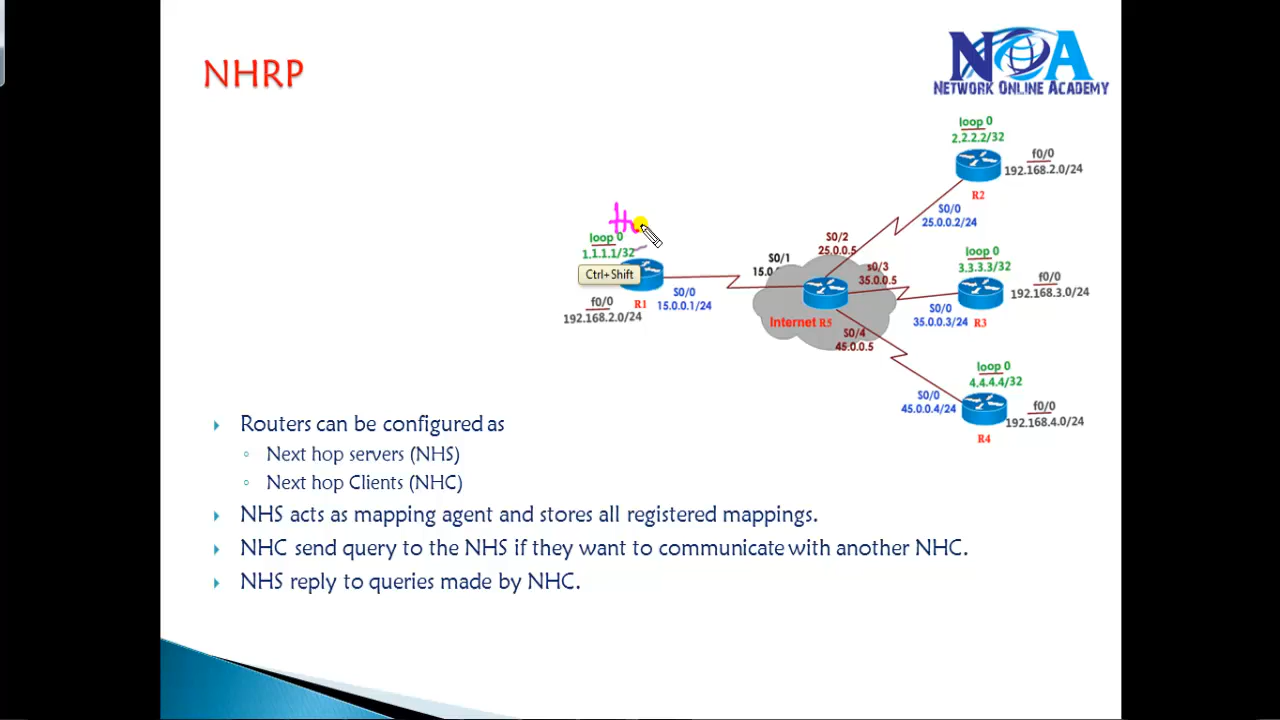 NHRP
NOA
NETWORK ONLINE ACADEMY
loop 0
2.2.2.2/32
f0/0
192.168.2.0/24
R2
S0/0
25.0.0.2/24
loop 0
1.1.1.1/32
Ctrl+Shift
R1
f0/0
192.168.2.0/24
S0/0
15.0.0.1/24
S0/1
15.0.
S0/2
25.0.0.5
s0/3
35.0.0.5
Internet R5
S0/4
45.0.0.5
loop 0
3.3.3.3/32
f0/0
192.168.3.0/24
S0/0
35.0.0.3/24
R3
loop 0
4.4.4.4/32
S0/0
45.0.0.4/24
f0/0
192.168.4.0/24
R4
Routers can be configured as
Next hop servers (NHS)
Next hop Clients (NHC)
NHS acts as mapping agent and stores all registered mappings.
NHC send query to the NHS if they want to communicate with another NHC.
NHS reply to queries made by NHC.